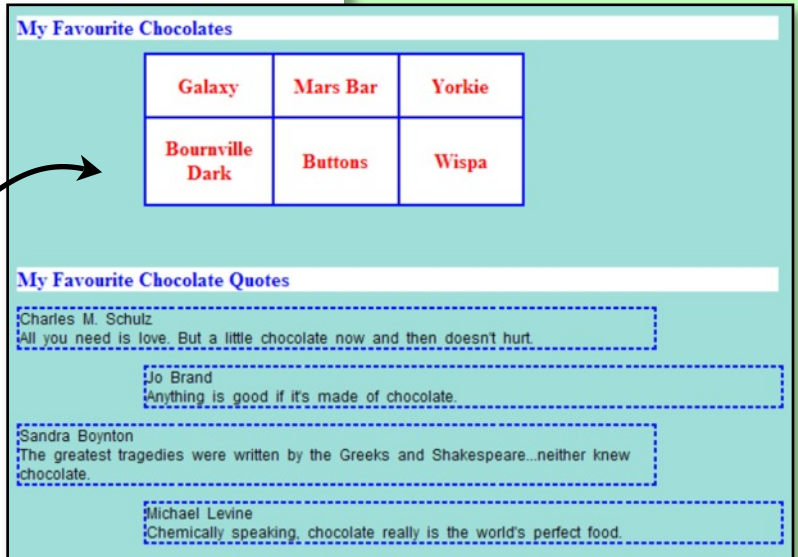 My Favourite Chocolates
Galaxy Mars Bar Yorkie
Bournville
Dark
Buttons Wispa
My Favourite Chocolate Quotes
Charles M. Schulz
All you need is love. But a little chocolate now and then doesn't hurt.
Jo Brand
Anything is good if it's made of chocolate.
Sandra Boynton
The greatest tragedies were written by the Greeks and Shakespeare...neither knew
chocolate.
Michael Levine
Chemically speaking, chocolate really is the world's perfect food.